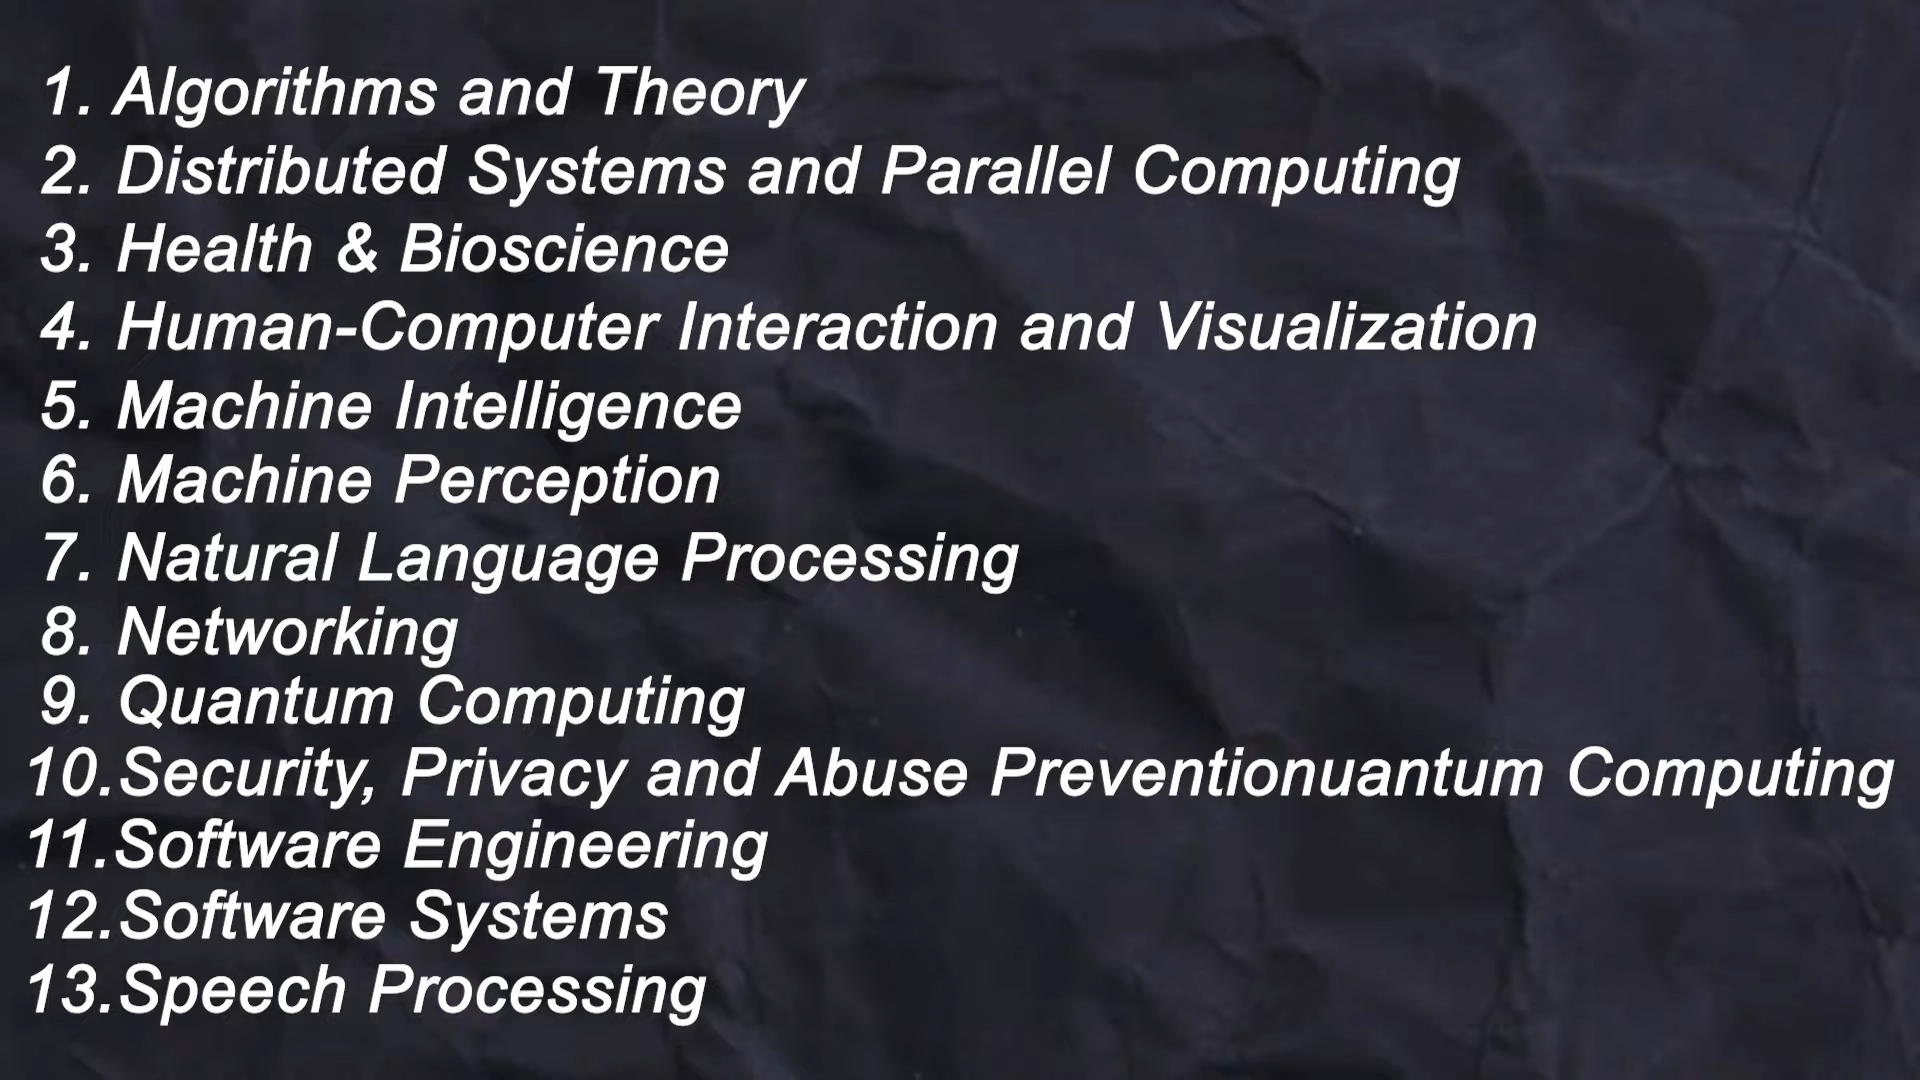 1. Algorithms and Theory
2. Distributed Systems and Parallel Computing
3. Health & Bioscience
4. Human-Computer Interaction and Visualization
5. Machine Intelligence
6. Machine Perception
7. Natural Language Processing
8. Networking
9. Quantum Computing
10.Security, Privacy and Abuse Preventionuantum Computing
11.Software Engineering
12.Software Systems
13.Speech Processing